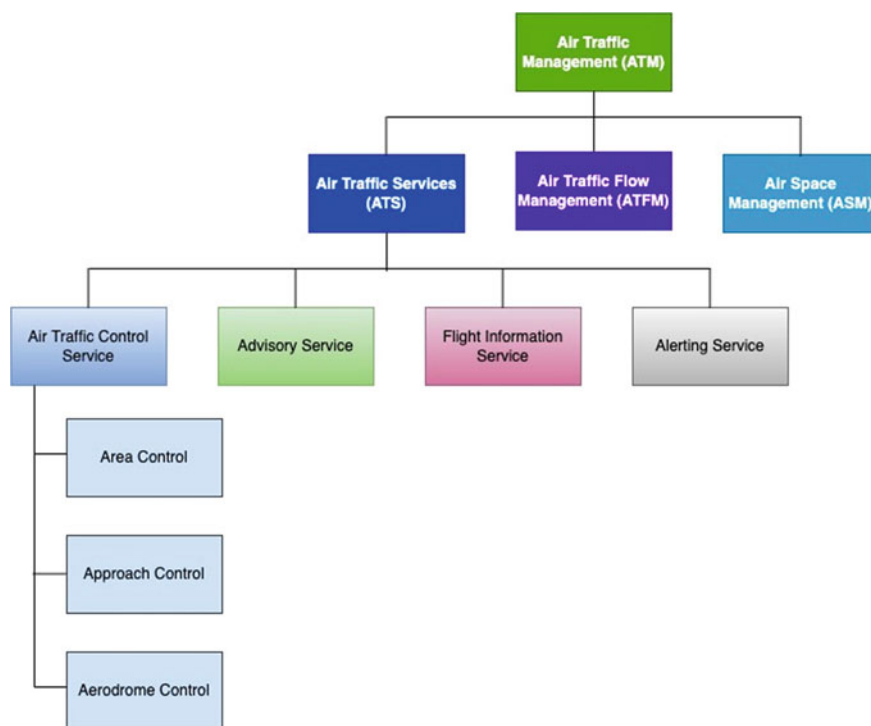 Air Traffic
Management (ATM)
Air Traffic Services
(ATS)
Air Traffic Flow
Management (ATFM)
Air Space
Management (ASM)
Air Traffic Control
Service
Advisory Service
Flight Information
Service
Alerting Service
Area Control
Approach Control
Aerodrome Control